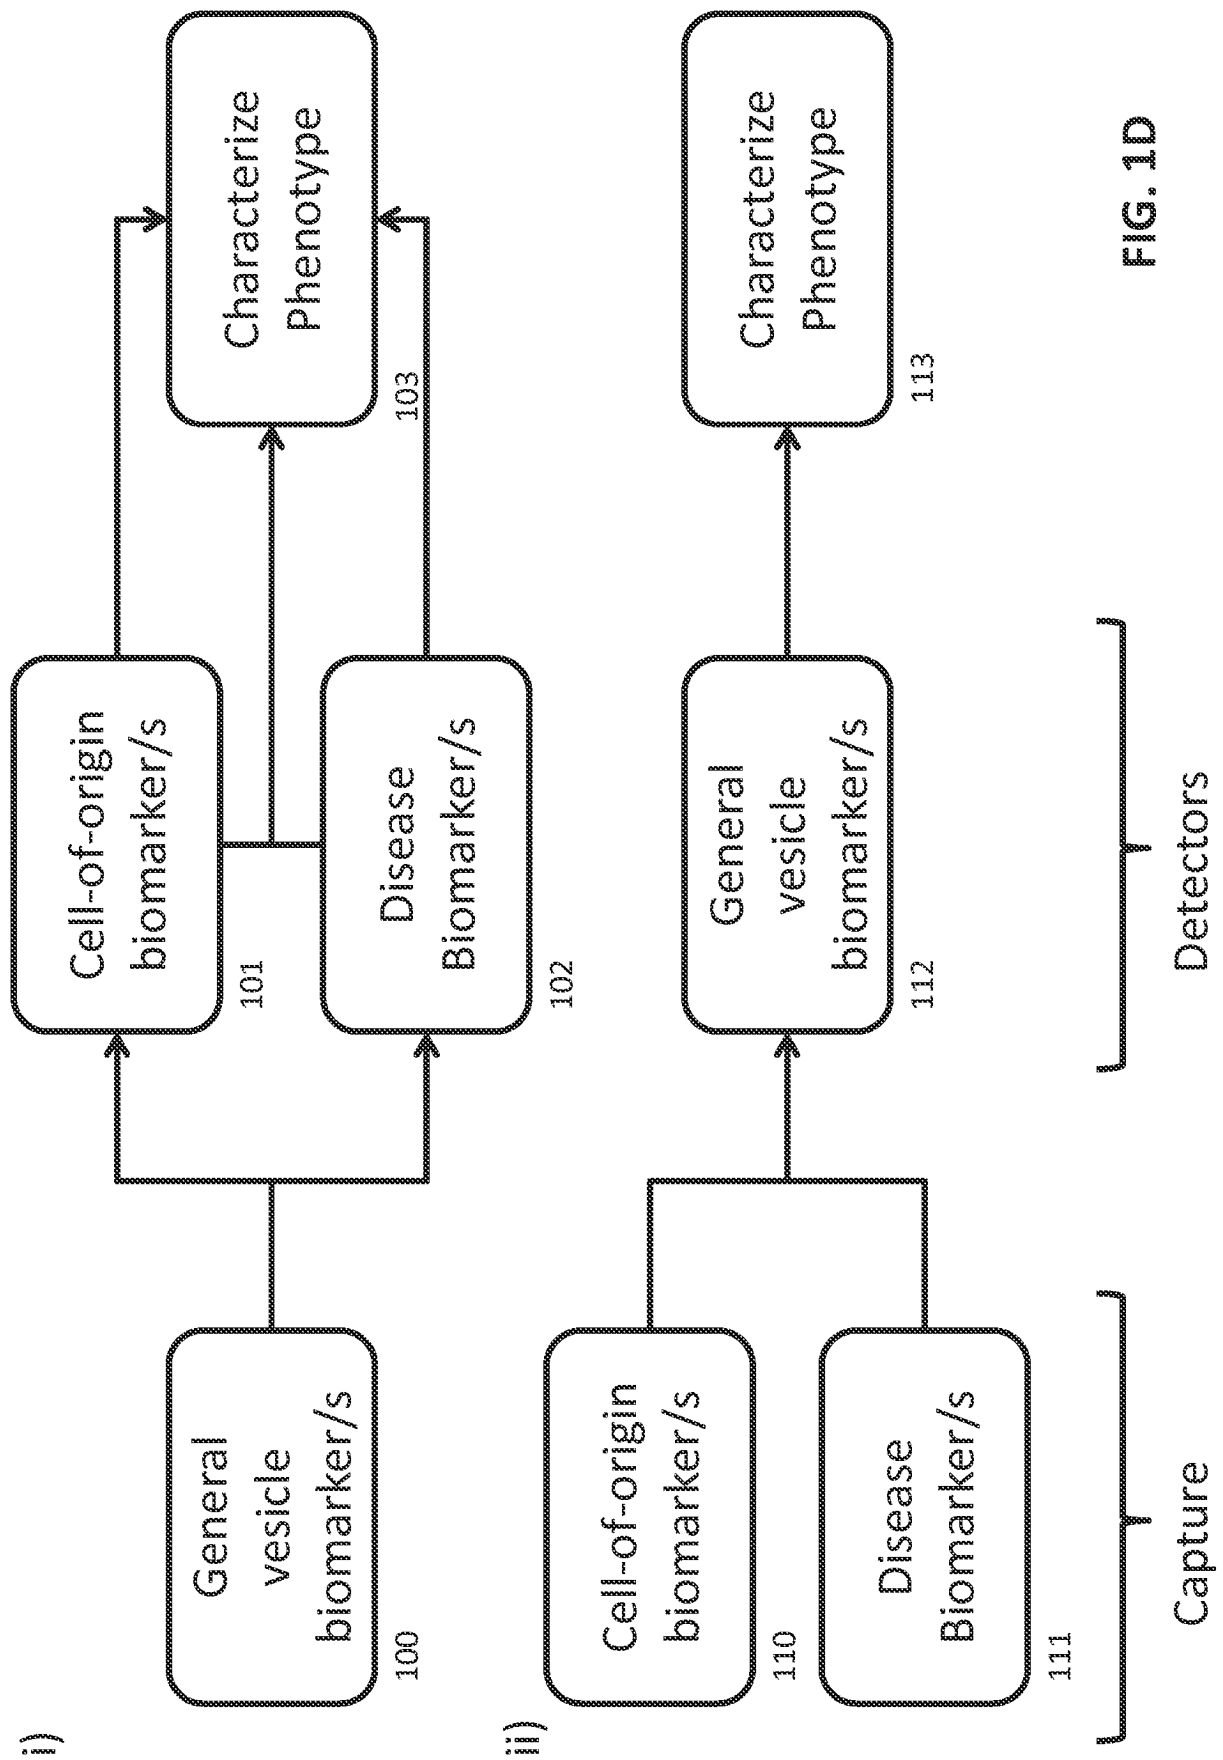 i)
General
vesicle
biomarker/s
100
Cell-of-origin
biomarker/s
101
Disease
Biomarker/s
102
Characterize
Phenotype
103
ii)
Cell-of-origin
biomarker/s
110
Disease
Biomarker/s
111
General
vesicle
biomarker/s
112
Characterize
Phenotype
113
Capture
Detectors
FIG. 1D